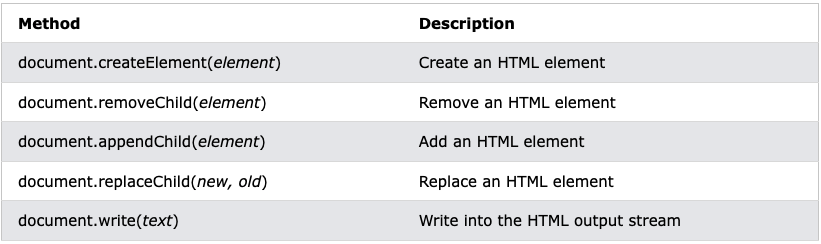 Method Description
document.createElement(element) Create an HTML element
document.removeChild(element) Remove an HTML element
document.appendChild(element) Add an HTML element
document.replaceChild(new, old) Replace an HTML element
document.write(text) Write into the HTML output stream